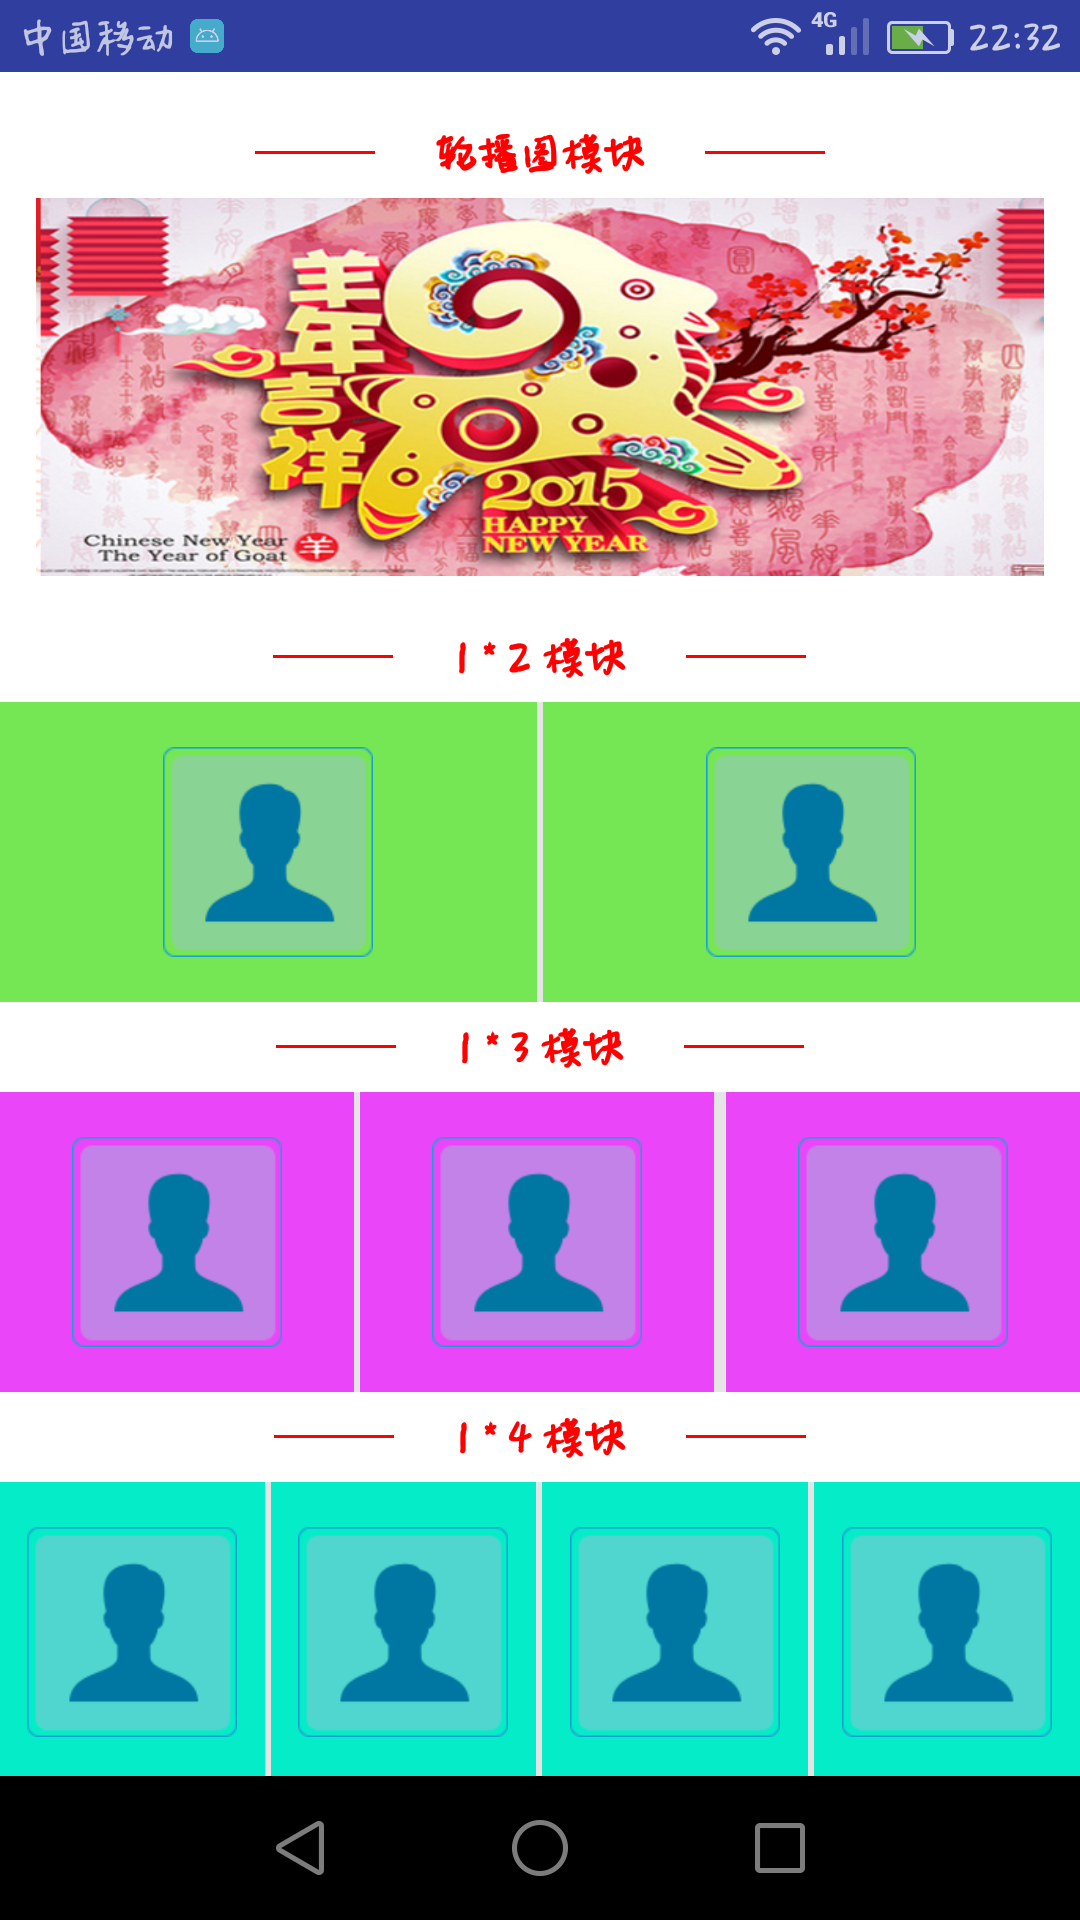 中国移动 4G 22:32
轮播图模块
羊年吉祥
2015
HAPPY
NEW YEAR
Chinese New Year
The Year of Goat
羊
1*2模块
1*3模块
1*4模块